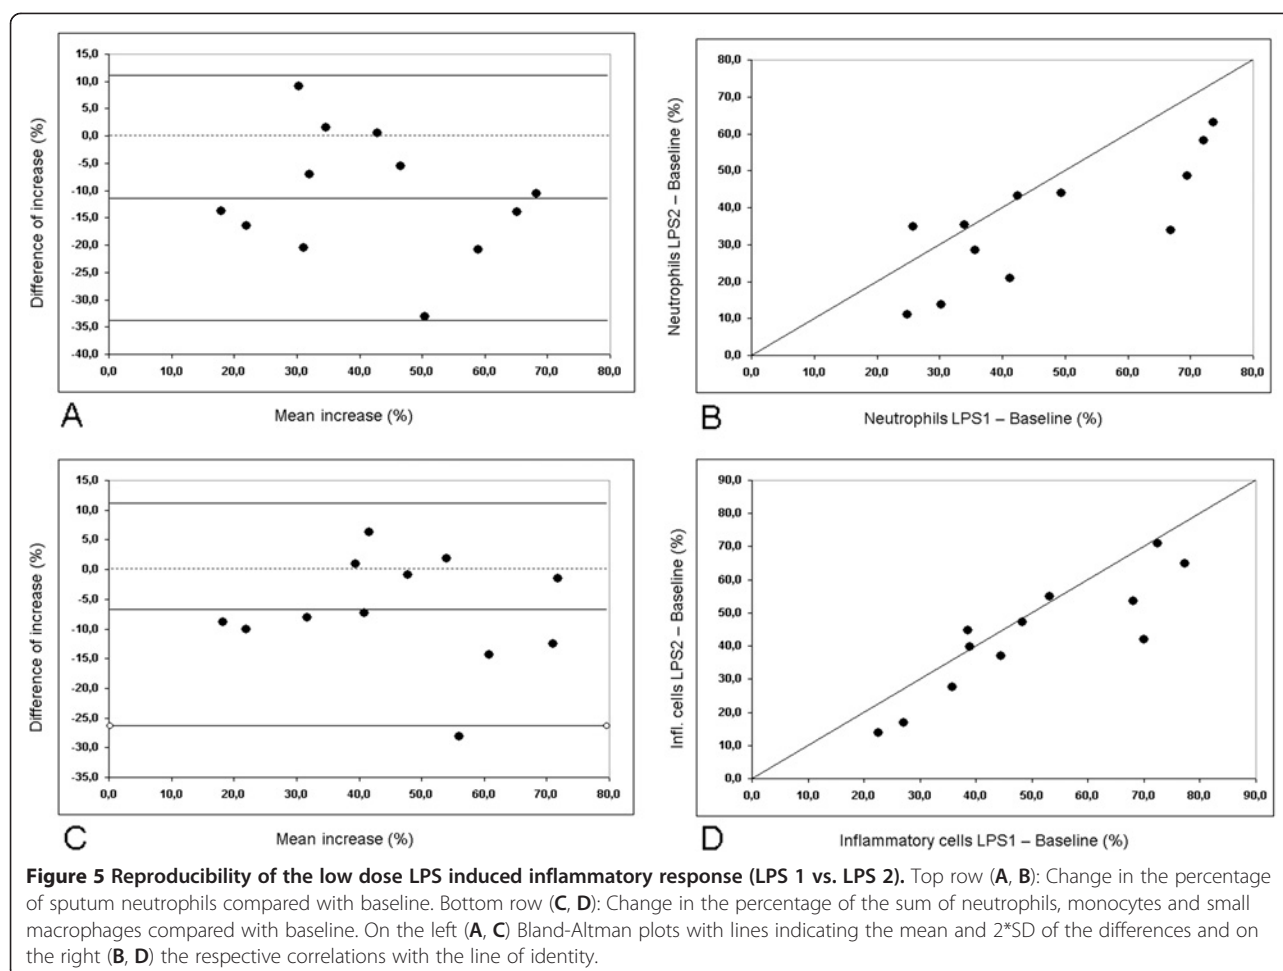 15,0
10,0
5,0
0,0
-5,0
-10,0
-15,0
-20,0
-25,0
-30,0
-35,0
-40,0
0,0 10,0 20,0 30,0 40,0 50,0 60,0 70,0 80,0
Difference of increase (%)
Mean increase (%)
A
80,0
70,0
60,0
50,0
40,0
30,0
20,0
10,0
0,0
0,0 10,0 20,0 30,0 40,0 50,0 60,0 70,0 80,0
Neutrophils LPS2 – Baseline (%)
Neutrophils LPS1 – Baseline (%)
B
15,0
10,0
5,0
0,0
-5,0
-10,0
-15,0
-20,0
-25,0
-30,0
-35,0
0,0 10,0 20,0 30,0 40,0 50,0 60,0 70,0 80,0
Difference of increase (%)
Mean increase (%)
C
90,0
80,0
70,0
60,0
50,0
40,0
30,0
20,0
10,0
0,0
0,0 10,0 20,0 30,0 40,0 50,0 60,0 70,0 80,0 90,0
Infl. cells LPS2 – Baseline (%)
Inflammatory cells LPS1 – Baseline (%)
D
Figure 5 Reproducibility of the low dose LPS induced inflammatory response (LPS 1 vs. LPS 2). Top row (A, B): Change in the percentage
of sputum neutrophils compared with baseline. Bottom row (C, D): Change in the percentage of the sum of neutrophils, monocytes and small
macrophages compared with baseline. On the left (A, C) Bland-Altman plots with lines indicating the mean and 2*SD of the differences and on
the right (B, D) the respective correlations with the line of identity.